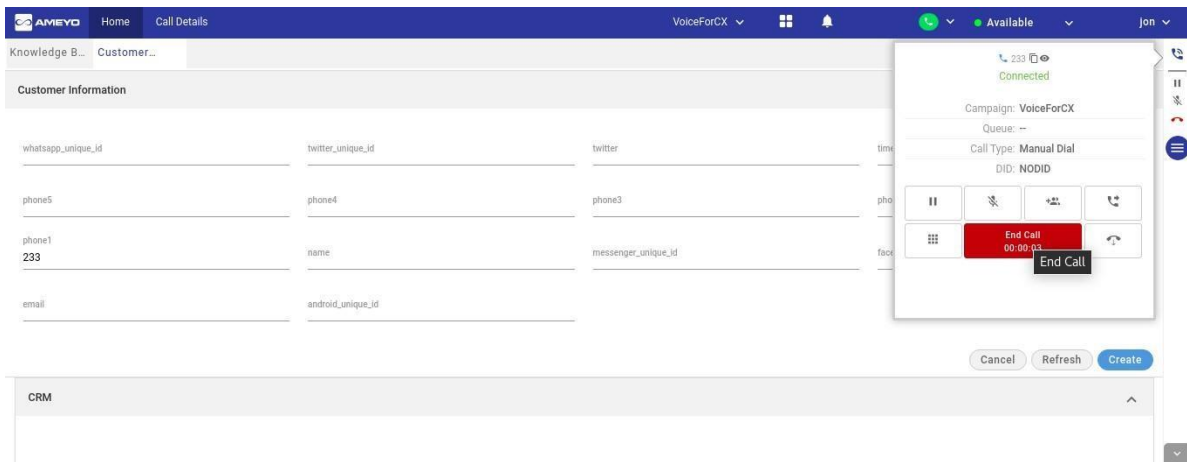 AMEYO Home Call Details VoiceForCX Available jon
Knowledge B... Customer...
Customer Information
whatsapp_unique_id twitter_unique_id twitter time
phone5 phone4 phone3 pho
phone1 name messenger_unique_id face
233
email android_unique_id
Cancel Refresh Create
CRM
233
Connected
Campaign: VoiceForCX
Queue: --
Call Type: Manual Dial
DID: NODID
End Call
00:00:03
End Call